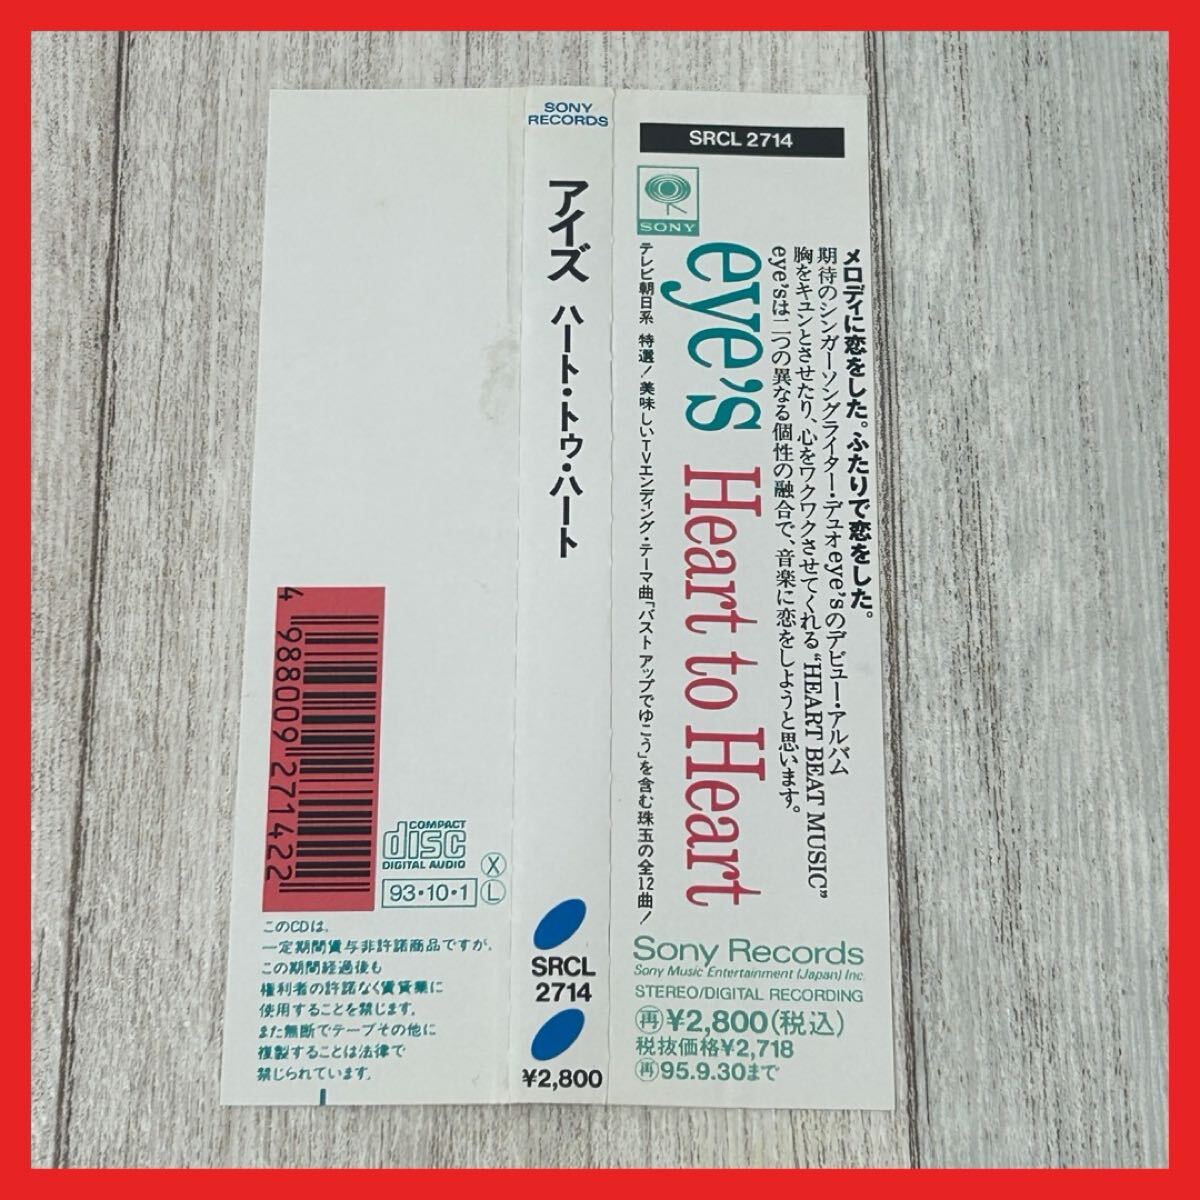 SRCL 2714
SONY
メロディに恋をした。ふたりで恋をした。
期待のシンガーソングライター・デュオeye'sのデビュー・アルバム
胸をキュンとさせたり、心をワクワクさせてくれる“HEART BEAT MUSIC”
eye'sは二つの異なる個性の融合で、音楽に恋をしようと思います。
eye's Heart to Heart
テレビ朝日系 特選!美味しいTVエンディング・テーマ曲「バストアップでゆこう」を含む珠玉の全12曲!
Sony Records
Sony Music Entertainment (Japan) Inc.
STEREO/DIGITAL RECORDING
再¥2,800(税込)
税抜価格¥2,718
再95.9.30まで
SONY
RECORDS
アイズ ハート・トゥ・ハート
SRCL
2714
¥2,800
4 988009 271422
COMPACT
disc
DIGITAL AUDIO
X
93・10・1 L
このCDは、
一定期間貸与非許諾商品ですが、
この期間経過後も
権利者の許諾なく賃貸業に
使用することを禁じます。
また無断でテープその他に
複製することは法律で
禁じられています。